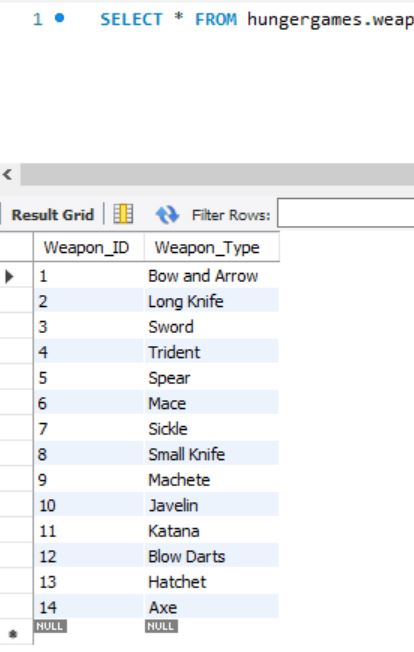 1 SELECT * FROM hungergames.weap
Result Grid Filter Rows:
Weapon_ID Weapon_Type
1 Bow and Arrow
2 Long Knife
3 Sword
4 Trident
5 Spear
6 Mace
7 Sickle
8 Small Knife
9 Machete
10 Javelin
11 Katana
12 Blow Darts
13 Hatchet
14 Axe
NULL NULL